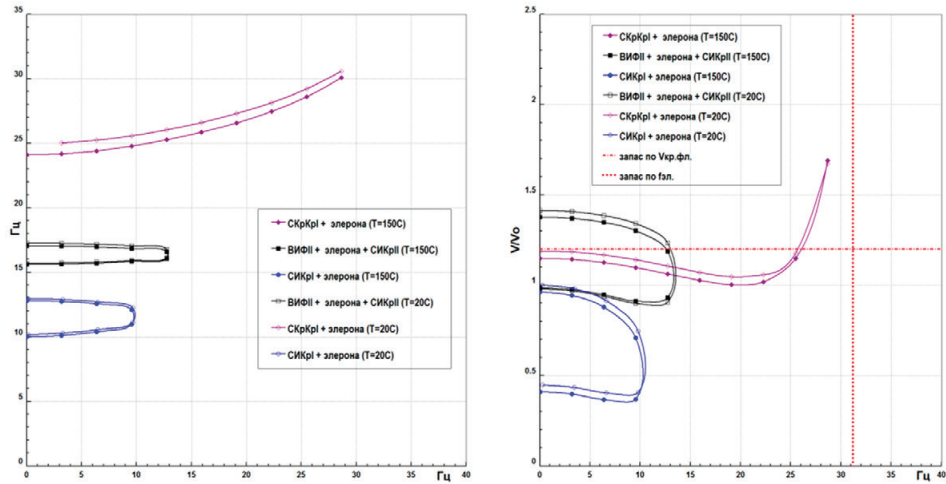 35
30
25
20
15
10
5
0
Гц
0
5
10
15
20
25
30
35
40
Гц
СКрКрI + элерона (T=150C)
ВИФII + элерона + СИКрII (T=150C)
СИКрI + элерона (T=150C)
ВИФII + элерона + СИКрII (T=20C)
СКрКрI + элерона (T=20C)
СИКрI + элерона (T=20C)
2.5
2
1.5
1
0.5
0
V/Vo
0
5
10
15
20
25
30
35
40
Гц
СКрКрI + элерона (T=150C)
ВИФII + элерона + СИКрII (T=150C)
СИКрI + элерона (T=150C)
ВИФII + элерона + СИКрII (T=20C)
СКрКрI + элерона (T=20C)
СИКрI + элерона (T=20C)
запас по Vкр.фл.
запас по fэл.